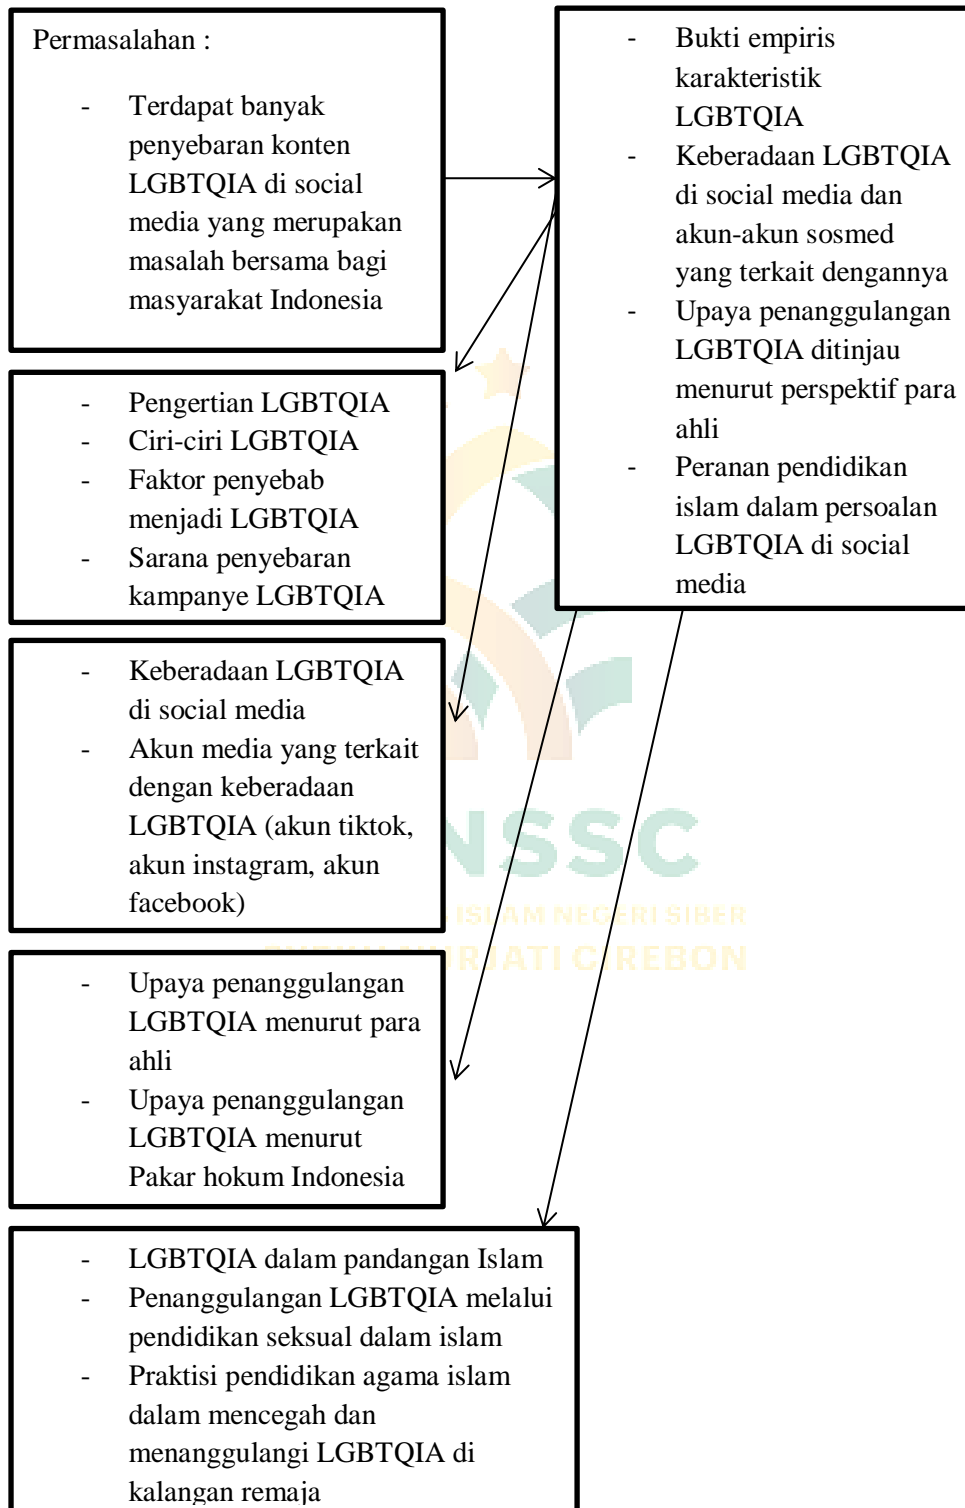 Permasalahan :
- Terdapat banyak
penyebaran konten
LGBTQIA di social
media yang merupakan
masalah bersama bagi
masyarakat Indonesia
- Bukti empiris
karakteristik
LGBTQIA
- Keberadaan LGBTQIA
di social media dan
akun-akun sosmed
yang terkait dengannya
- Upaya penanggulangan
LGBTQIA ditinjau
menurut perspektif para
ahli
- Peranan pendidikan
islam dalam persoalan
LGBTQIA di social
media
- Pengertian LGBTQIA
- Ciri-ciri LGBTQIA
- Faktor penyebab
menjadi LGBTQIA
- Sarana penyebaran
kampanye LGBTQIA
- Keberadaan LGBTQIA
di social media
- Akun media yang terkait
dengan keberadaan
LGBTQIA (akun tiktok,
akun instagram, akun
facebook)
- Upaya penanggulangan
LGBTQIA menurut para
ahli
- Upaya penanggulangan
LGBTQIA menurut
Pakar hokum Indonesia
- LGBTQIA dalam pandangan Islam
- Penanggulangan LGBTQIA melalui
pendidikan seksual dalam islam
- Praktisi pendidikan agama islam
dalam mencegah dan
menanggulangi LGBTQIA di
kalangan remaja
NSSC
ISLAM NEGERI SIBER
CIREBON